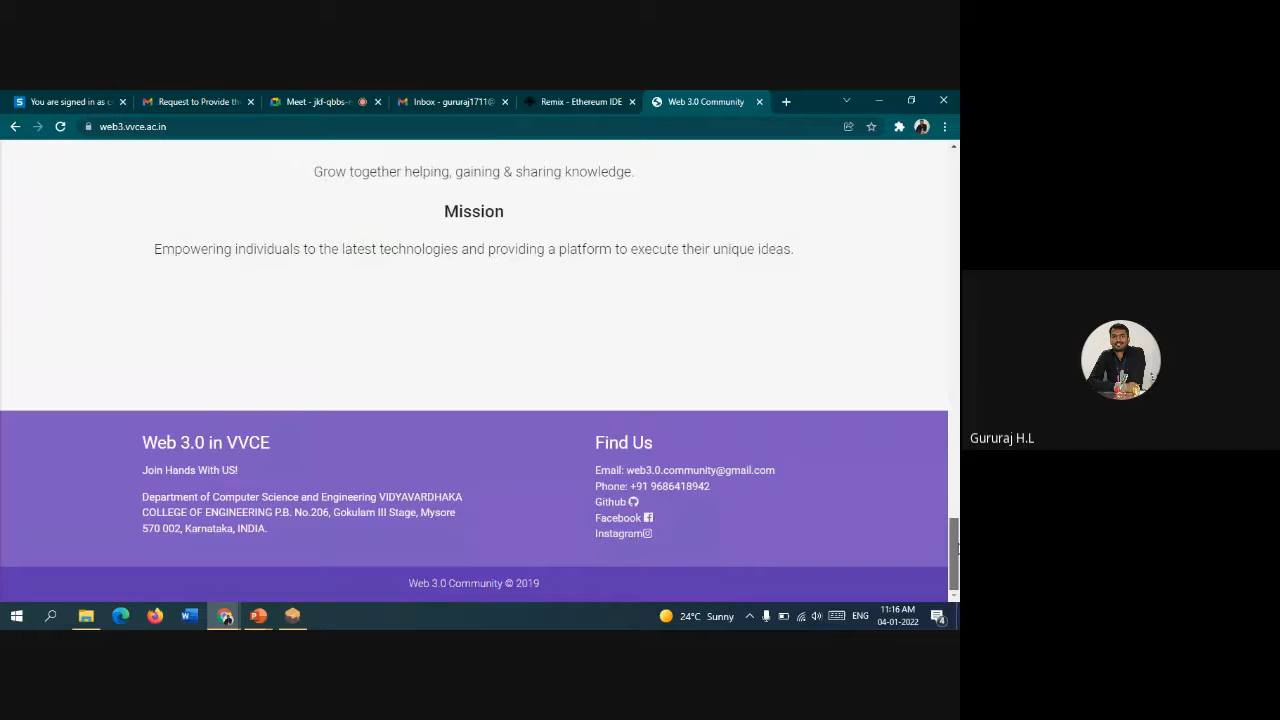 You are signed in as c
Request to Provide the
Meet - jkf-qbbs-
Inbox - gururaj1711@
Remix - Ethereum IDE
Web 3.0 Community
web3.vvce.ac.in
Grow together helping, gaining & sharing knowledge.
Mission
Empowering individuals to the latest technologies and providing a platform to execute their unique ideas.
Web 3.0 in VVCE
Join Hands With US!
Department of Computer Science and Engineering VIDYAVARDHAKA
COLLEGE OF ENGINEERING P.B. No.206, Gokulam III Stage, Mysore
570 002, Karnataka, INDIA.
Find Us
Email: web3.0.community@gmail.com
Phone: +91 9686418942
Github
Facebook
Instagram
Web 3.0 Community © 2019
24°C Sunny
ENG
11:16 AM
04-01-2022
4
Gururaj H.L